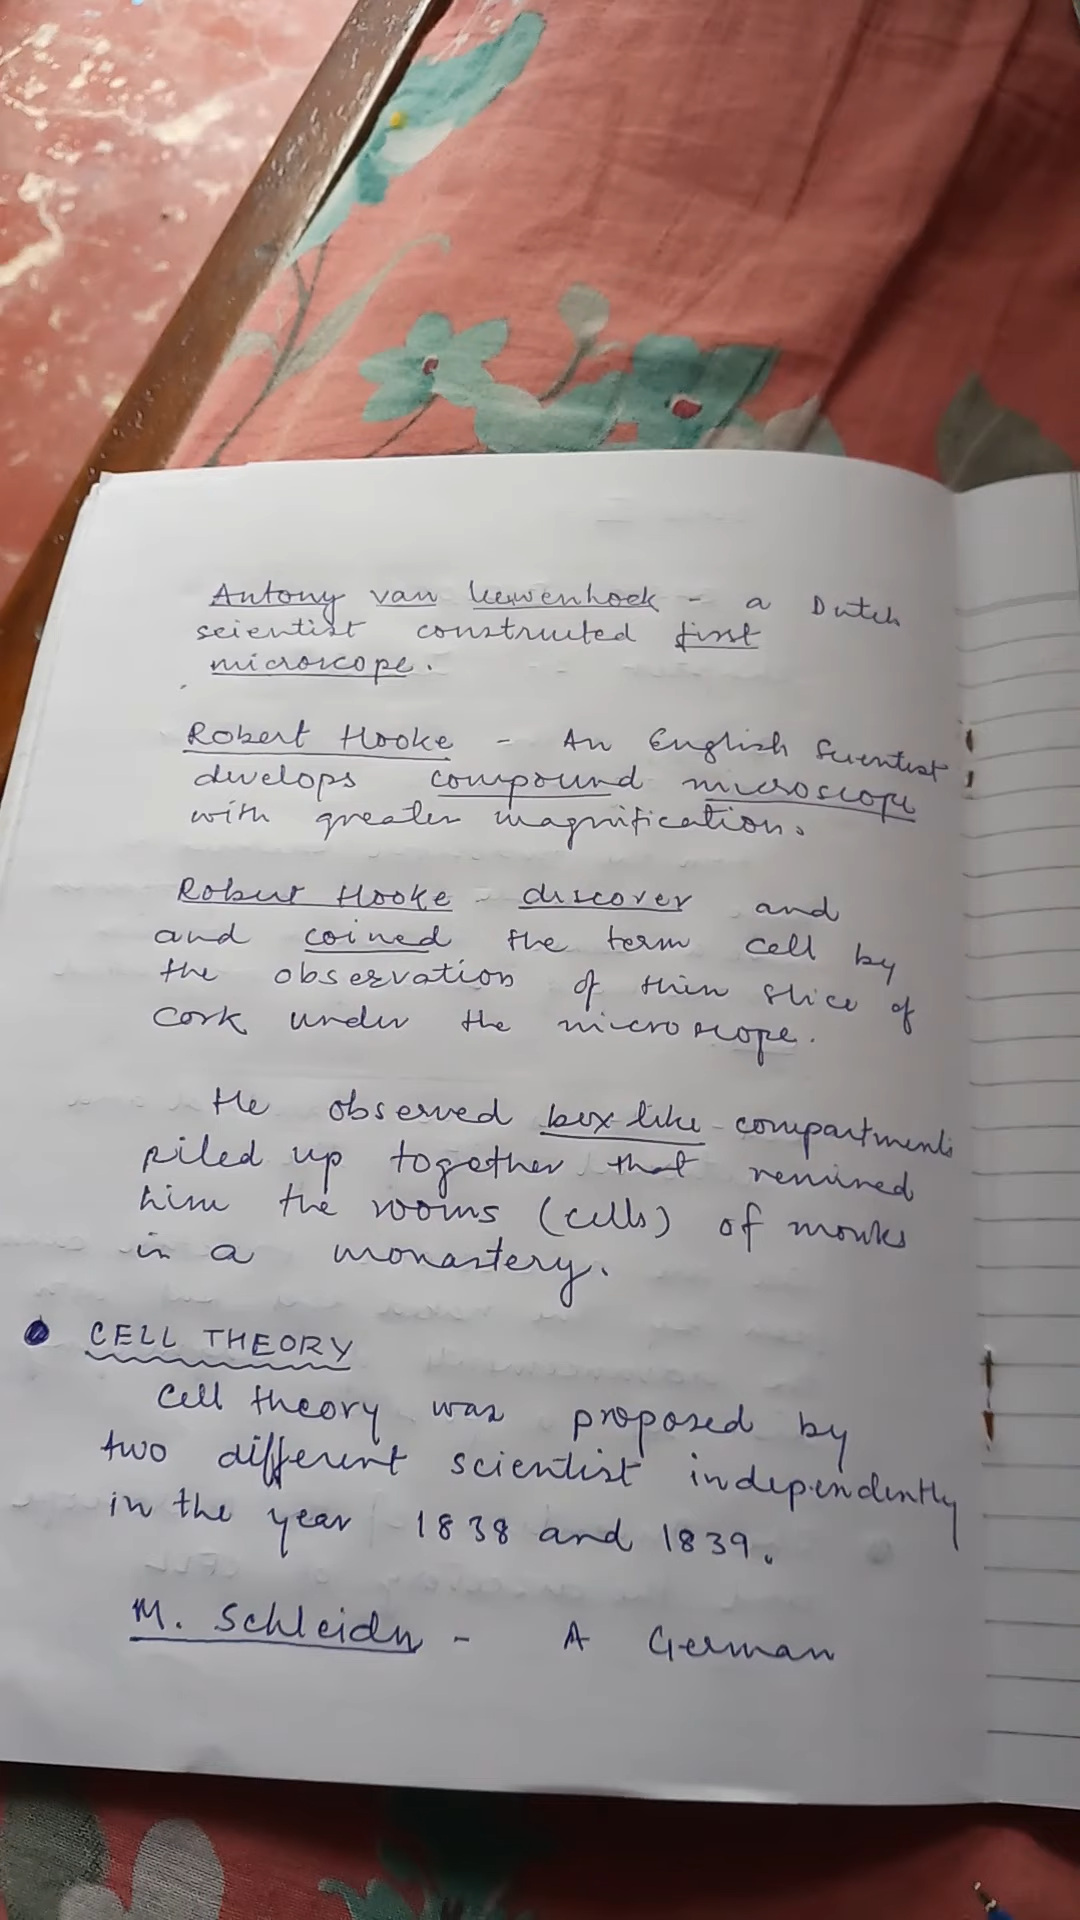 Antony van leewenhoek - a Dutch
scientist constructed first
microscope.
Robert Hooke - An English Scientist
develops compound microscope
with greater magnification.
Robert Hooke - discover and
and coined the term cell by
the observation of thin slice of
cork under the microscope.
He observed box like compartments
piled up together that remined
him the rooms (cells) of monks
in a monastery.
CELL THEORY
Cell theory was proposed by
two different scientist independently
in the year 1838 and 1839.
M. Schleidn - A German